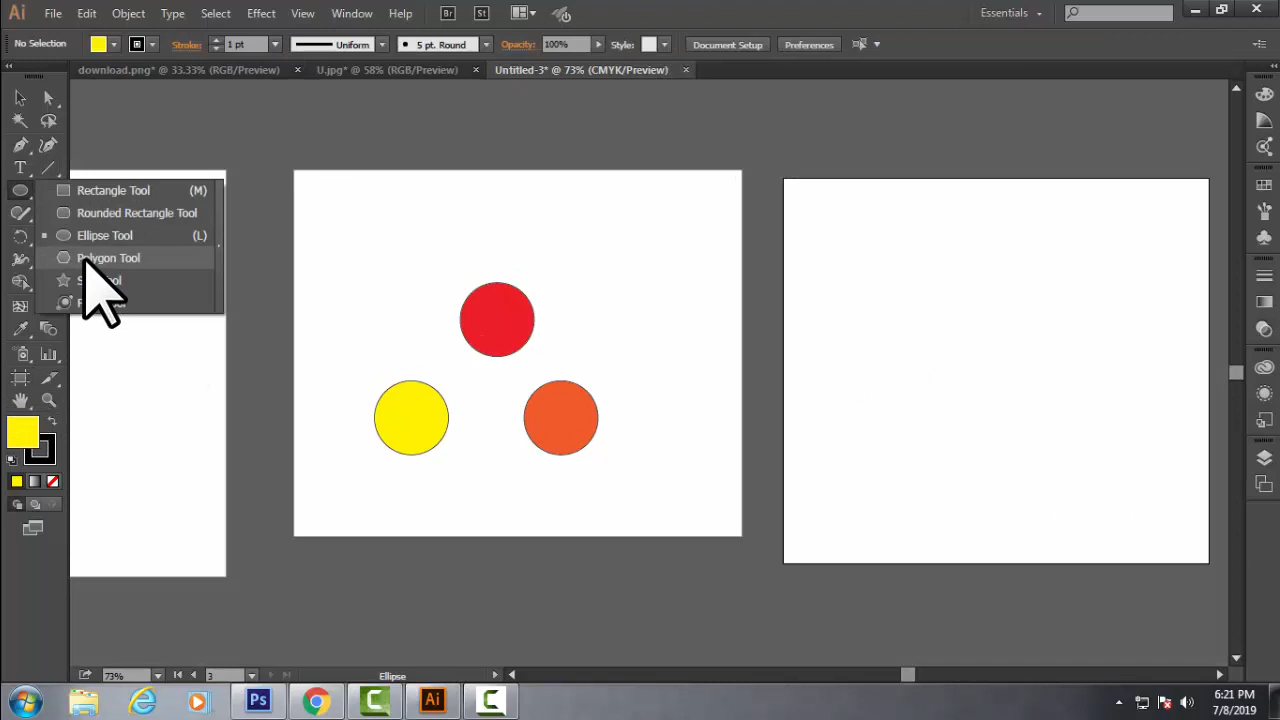 Ai File Edit Object Type Select Effect View Window Help Br St Essentials
No Selection Stroke: 1 pt Uniform 5 pt. Round Opacity: 100% Style: Document Setup Preferences
download.png* @ 33.33% (RGB/Preview) × U.jpg* @ 58% (RGB/Preview) × Untitled-3* @ 73% (CMYK/Preview) ×
Rectangle Tool (M)
Rounded Rectangle Tool
Ellipse Tool (L)
Polygon Tool
73% 3 Ellipse
Ps Ai
6:21 PM
7/8/2019